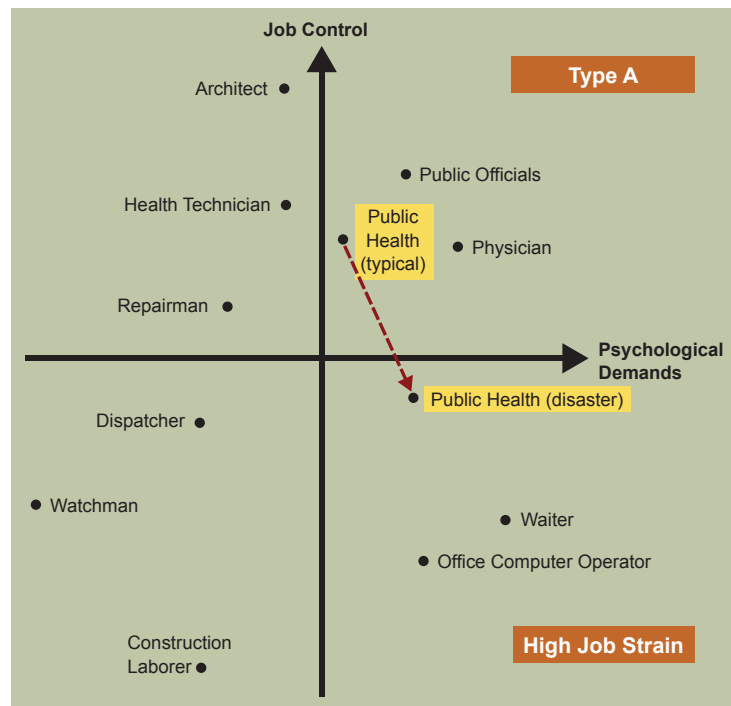 Job Control
Type A
Architect
Public Officials
Health Technician
Public
Health
(typical)
Physician
Repairman
Psychological
Demands
Public Health (disaster)
Dispatcher
Watchman
Waiter
Office Computer Operator
Construction
Laborer
High Job Strain